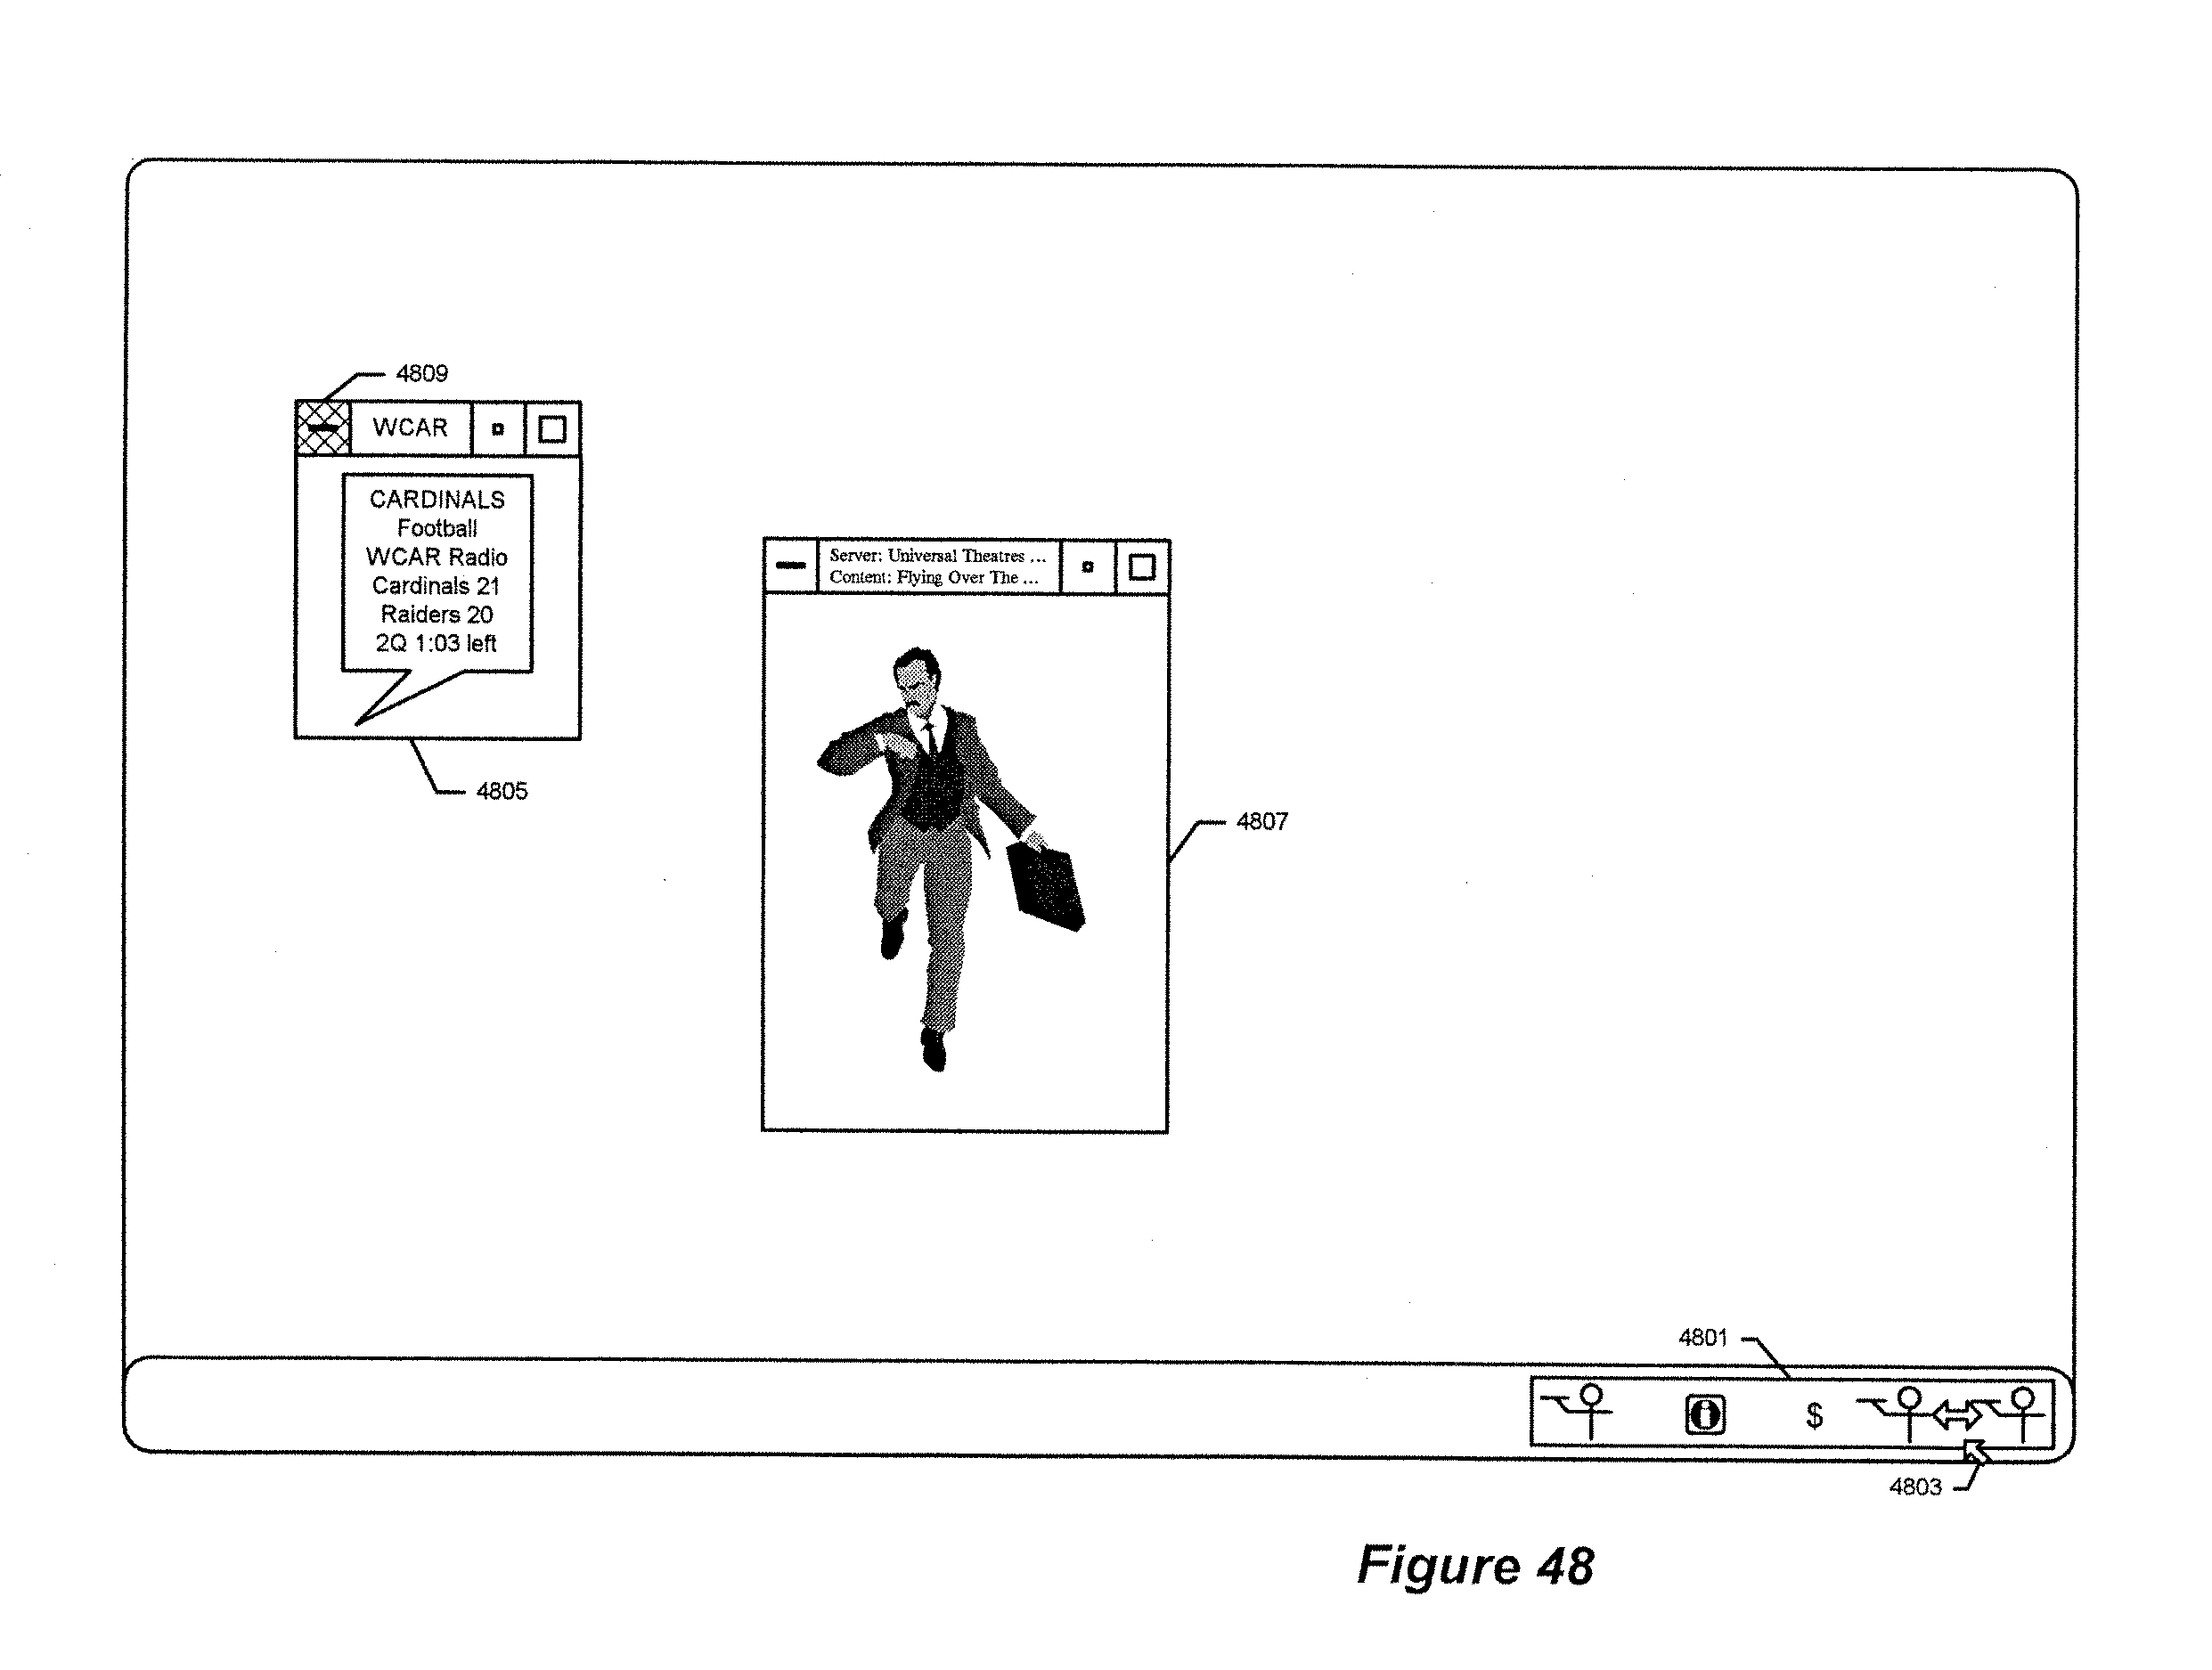 4809
WCAR
CARDINALS
Football
WCAR Radio
Cardinals 21
Raiders 20
2Q 1:03 left
4805
Server: Universal Theatres ...
Content: Flying Over The ...
4807
4801
$
4803
Figure 48